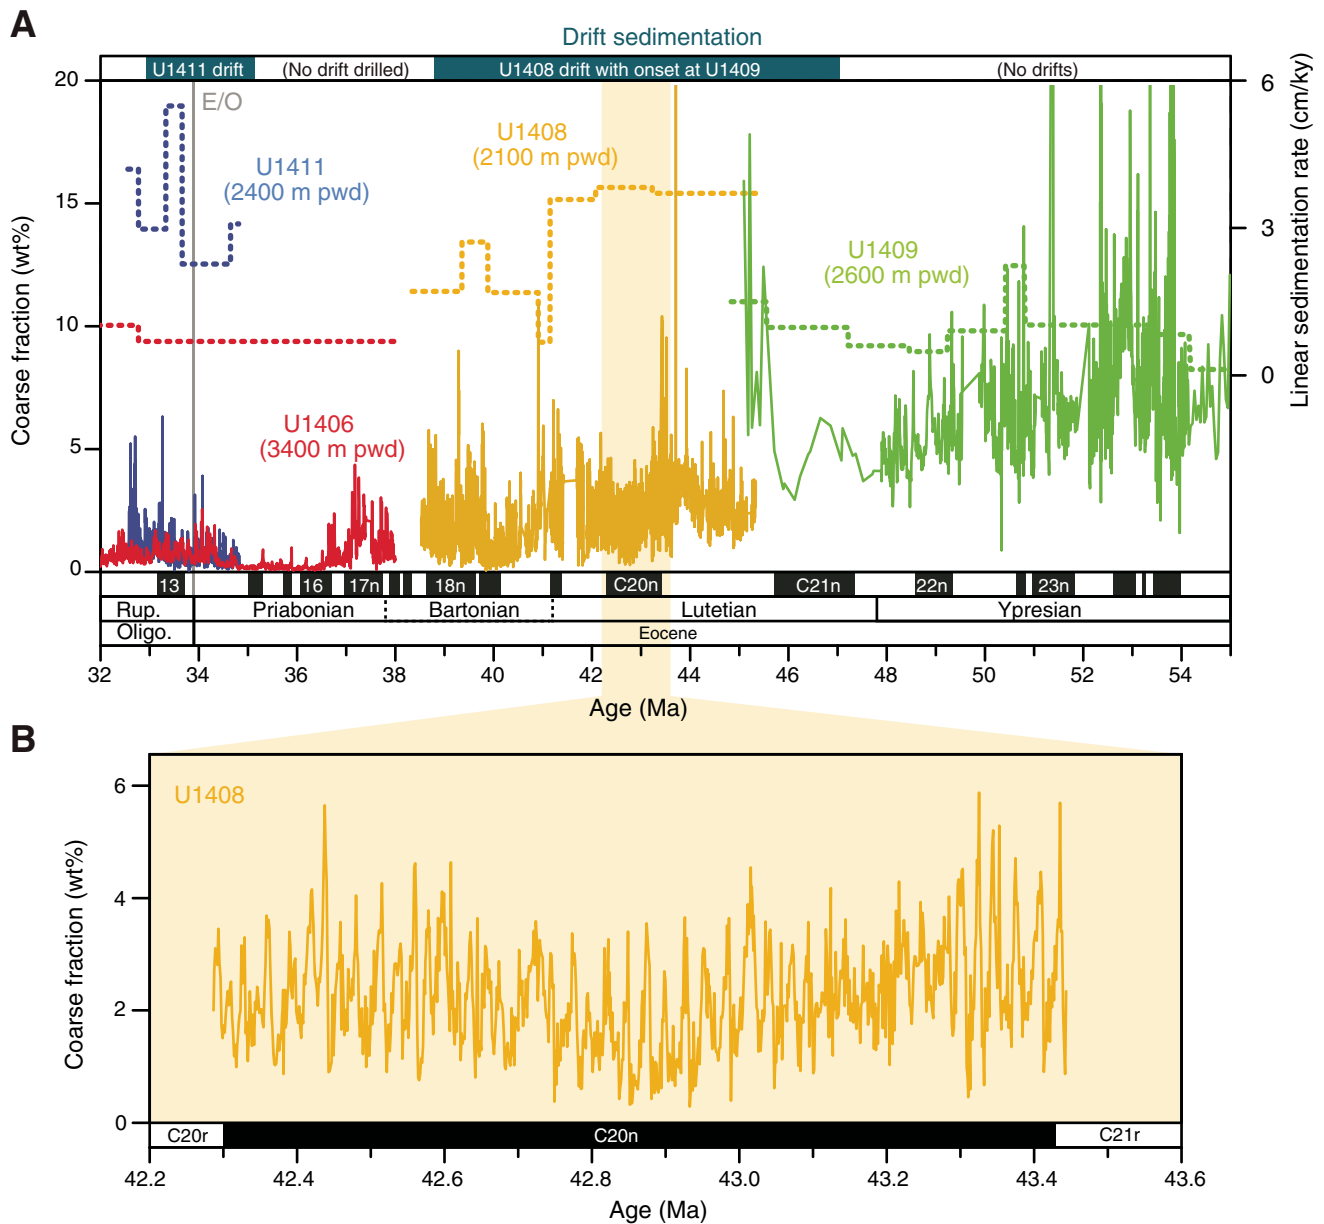 A
Drift sedimentation
U1411 drift
(No drift drilled)
U1408 drift with onset at U1409
(No drifts)
20
15
10
5
0
Coarse fraction (wt%)
6
3
0
Linear sedimentation rate (cm/ky)
E/O
U1411
(2400 m pwd)
U1408
(2100 m pwd)
U1409
(2600 m pwd)
U1406
(3400 m pwd)
13
16
17n
18n
C20n
C21n
22n
23n
Rup.
Priabonian
Bartonian
Lutetian
Ypresian
Oligo.
Eocene
32
34
36
38
40
42
44
46
48
50
52
54
Age (Ma)
B
U1408
6
4
2
0
Coarse fraction (wt%)
C20r
C20n
C21r
42.2
42.4
42.6
42.8
43.0
43.2
43.4
43.6
Age (Ma)